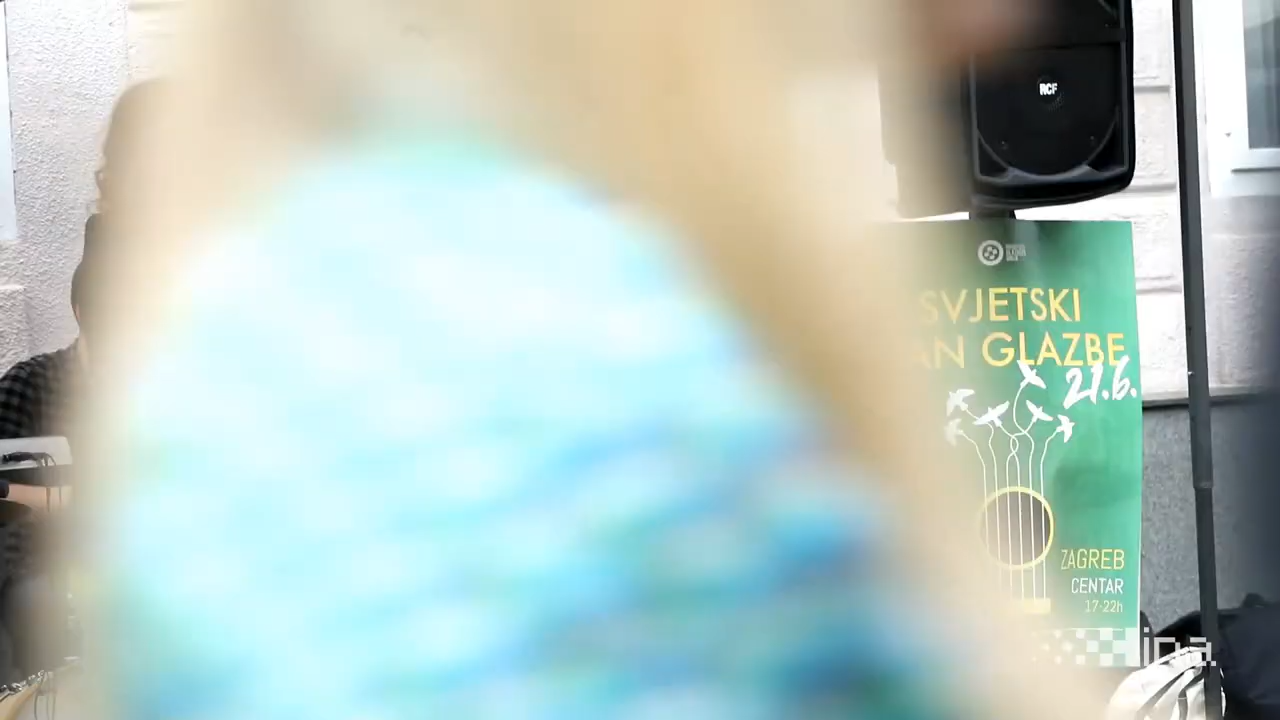 RCF
SVJETSKI
AN GLAZBE
21.6.
ZAGREB
CENTAR
17-22h